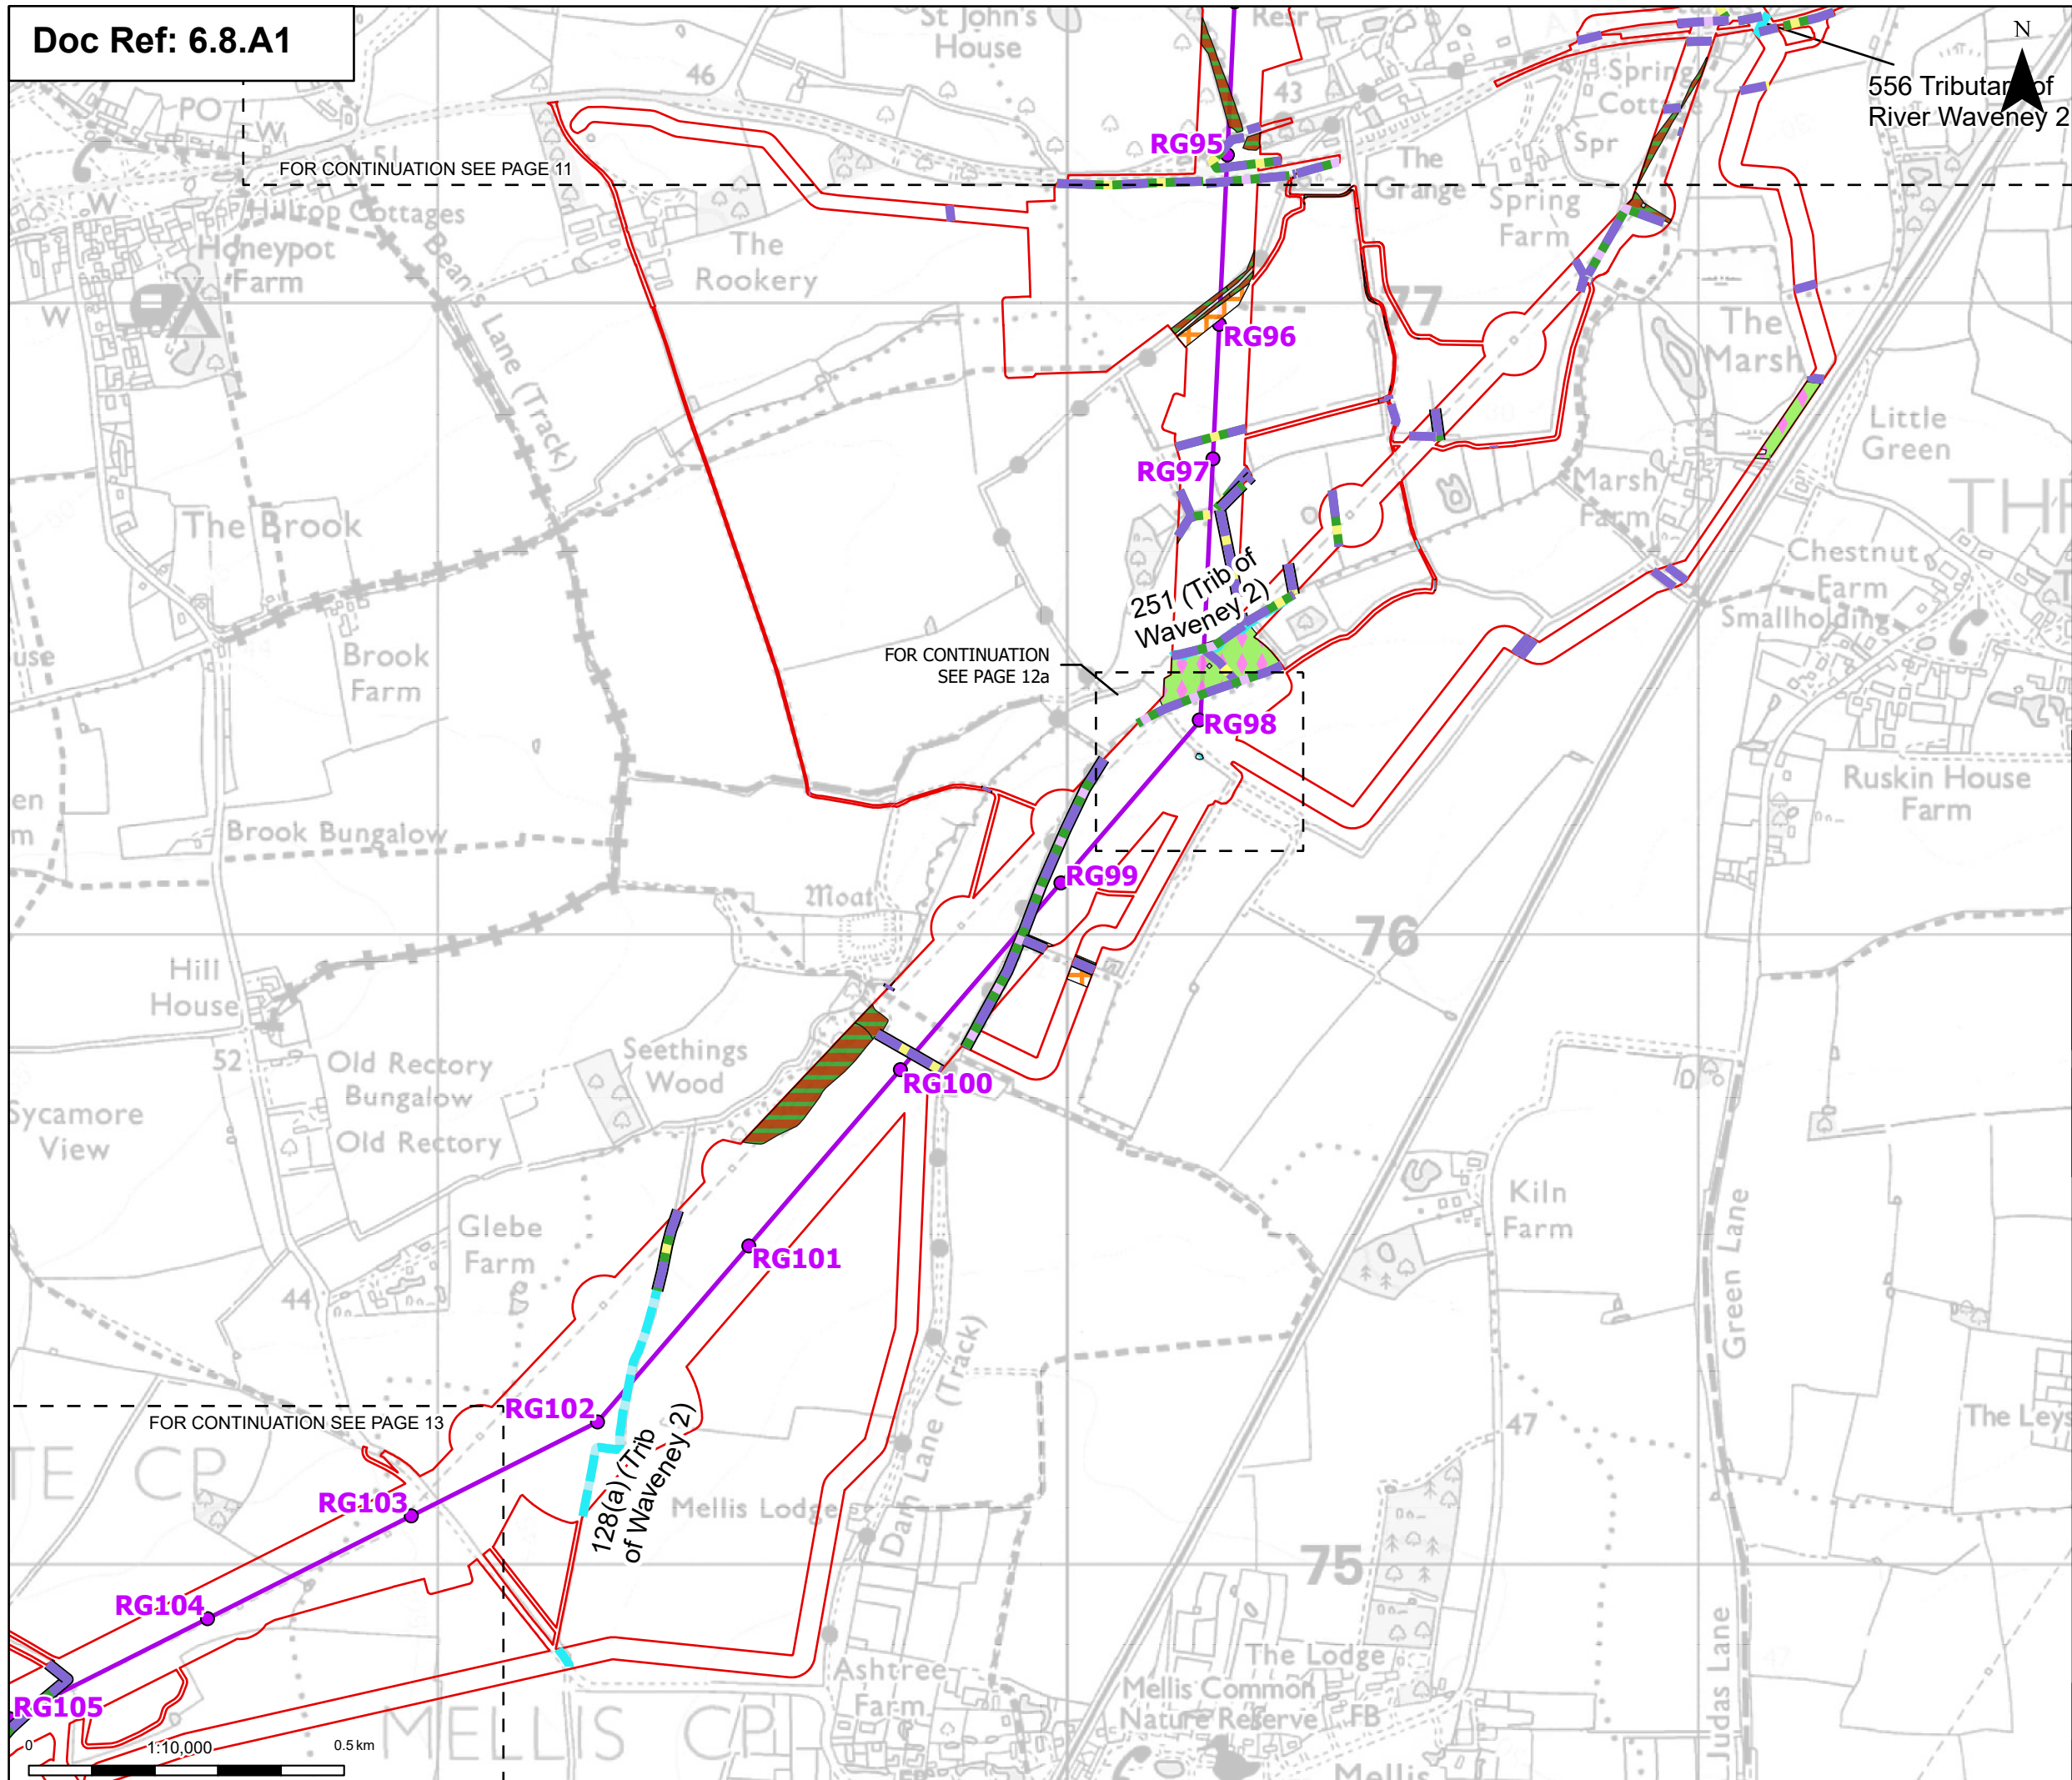 Doc Ref: 6.8.A1
St John's
House
Resr
N
46
43
PO
W
51
Spring
Cottage
Spr
556 Tributary of
River Waveney 2
RG95
The
Grange
FOR CONTINUATION SEE PAGE 11
W
Hilltop Cottages
Honeypot
Farm
W
Bean's
Lane (Track)
The
Rookery
Spring
Farm
77
RG96
The
Marsh
Little
Green
RG97
Marsh
Farm
The Brook
Chestnut
Farm
Smallholding
251 (Trib of
Waveney 2)
Brook
Farm
FOR CONTINUATION
SEE PAGE 12a
RG98
Ruskin House
Farm
Brook Bungalow
RG99
Moat
76
Hill
House
52
Old Rectory
Bungalow
Old Rectory
Seethings
Wood
RG100
Sycamore
View
Kiln
Farm
Glebe
Farm
RG101
44
Green Lane
Dam Lane (Track)
RG102
FOR CONTINUATION SEE PAGE 13
47
The Leys
128(a) (Trib
of Waveney 2)
RG103
Mellis Lodge
75
RG104
Ashtree
Farm
The Lodge
Mellis Common
Nature Reserve
FB
Judas Lane
47
RG105
MELLIS CP
0
1:10,000
0.5 km
Mellis